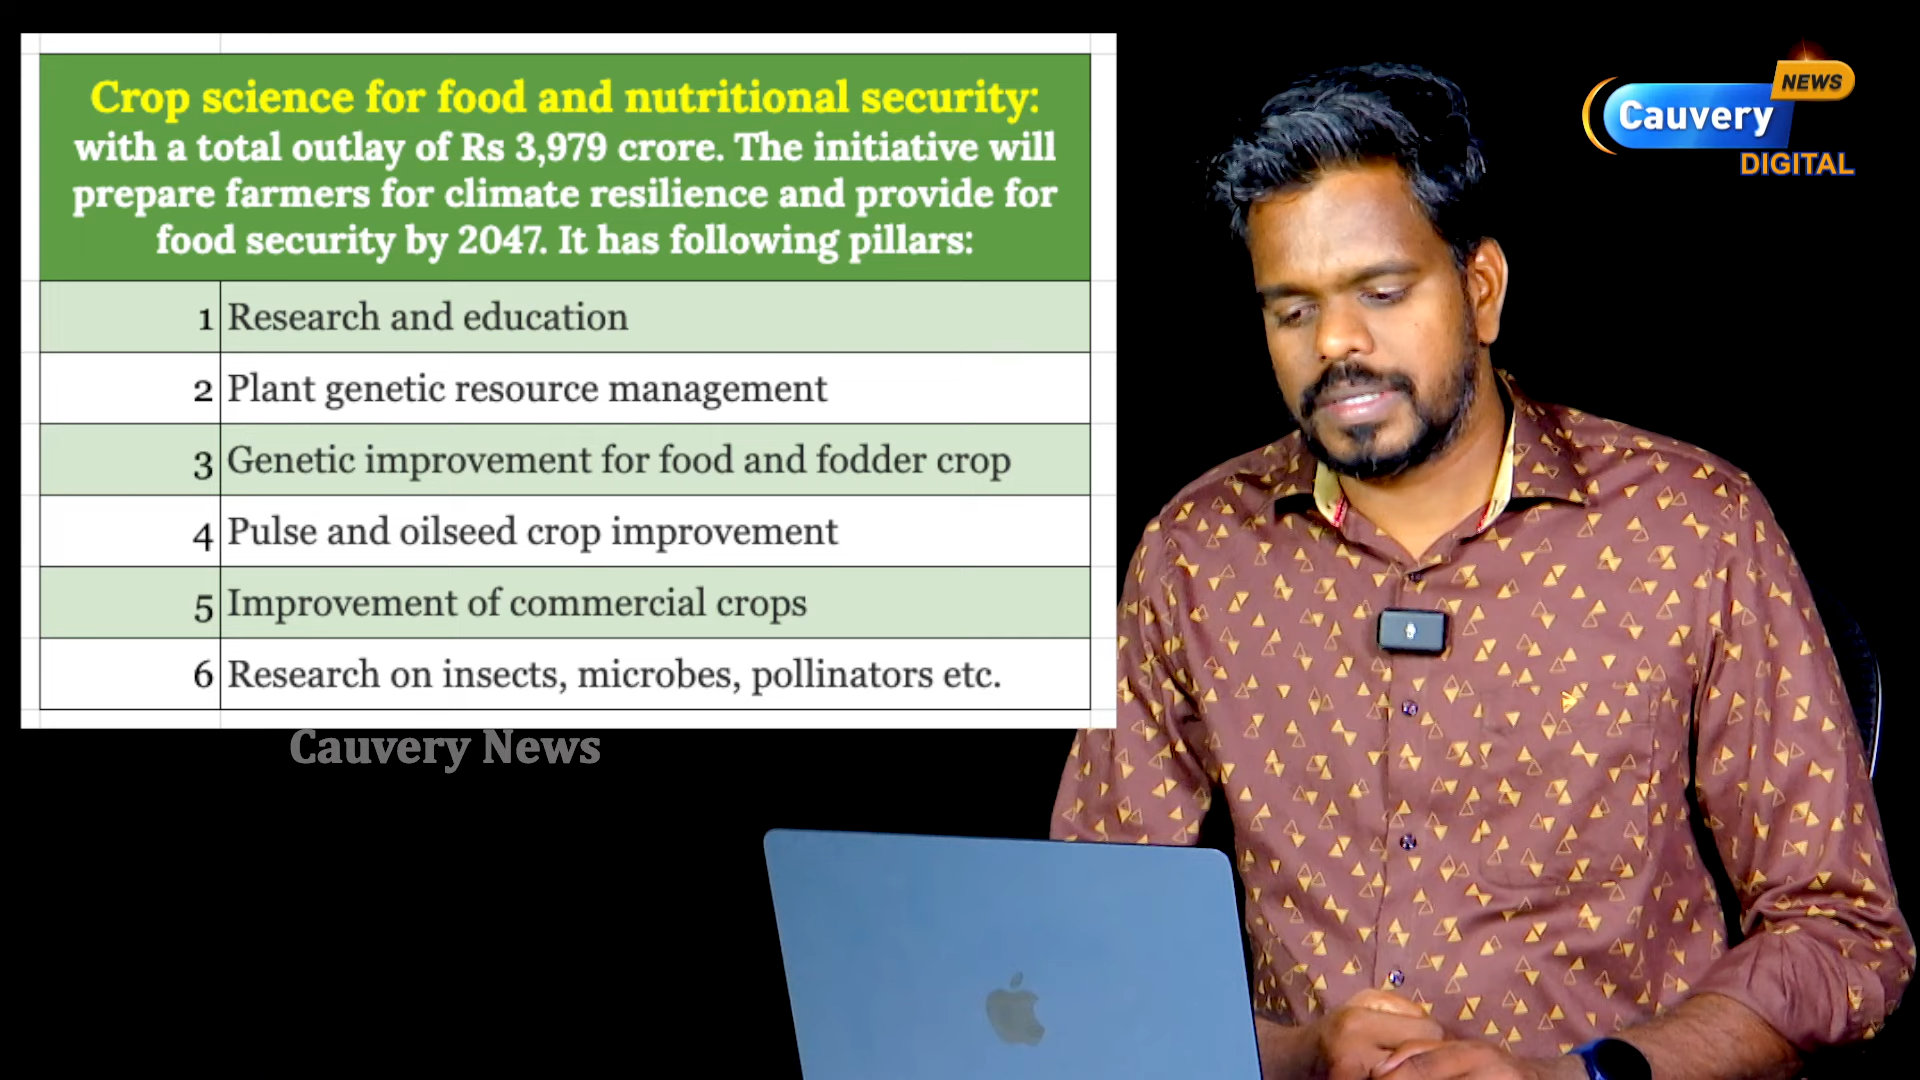 Crop science for food and nutritional security:
with a total outlay of Rs 3,979 crore. The initiative will
prepare farmers for climate resilience and provide for
food security by 2047. It has following pillars:
1 Research and education
2 Plant genetic resource management
3 Genetic improvement for food and fodder crop
4 Pulse and oilseed crop improvement
5 Improvement of commercial crops
6 Research on insects, microbes, pollinators etc.
Cauvery News
NEWS
Cauvery
DIGITAL